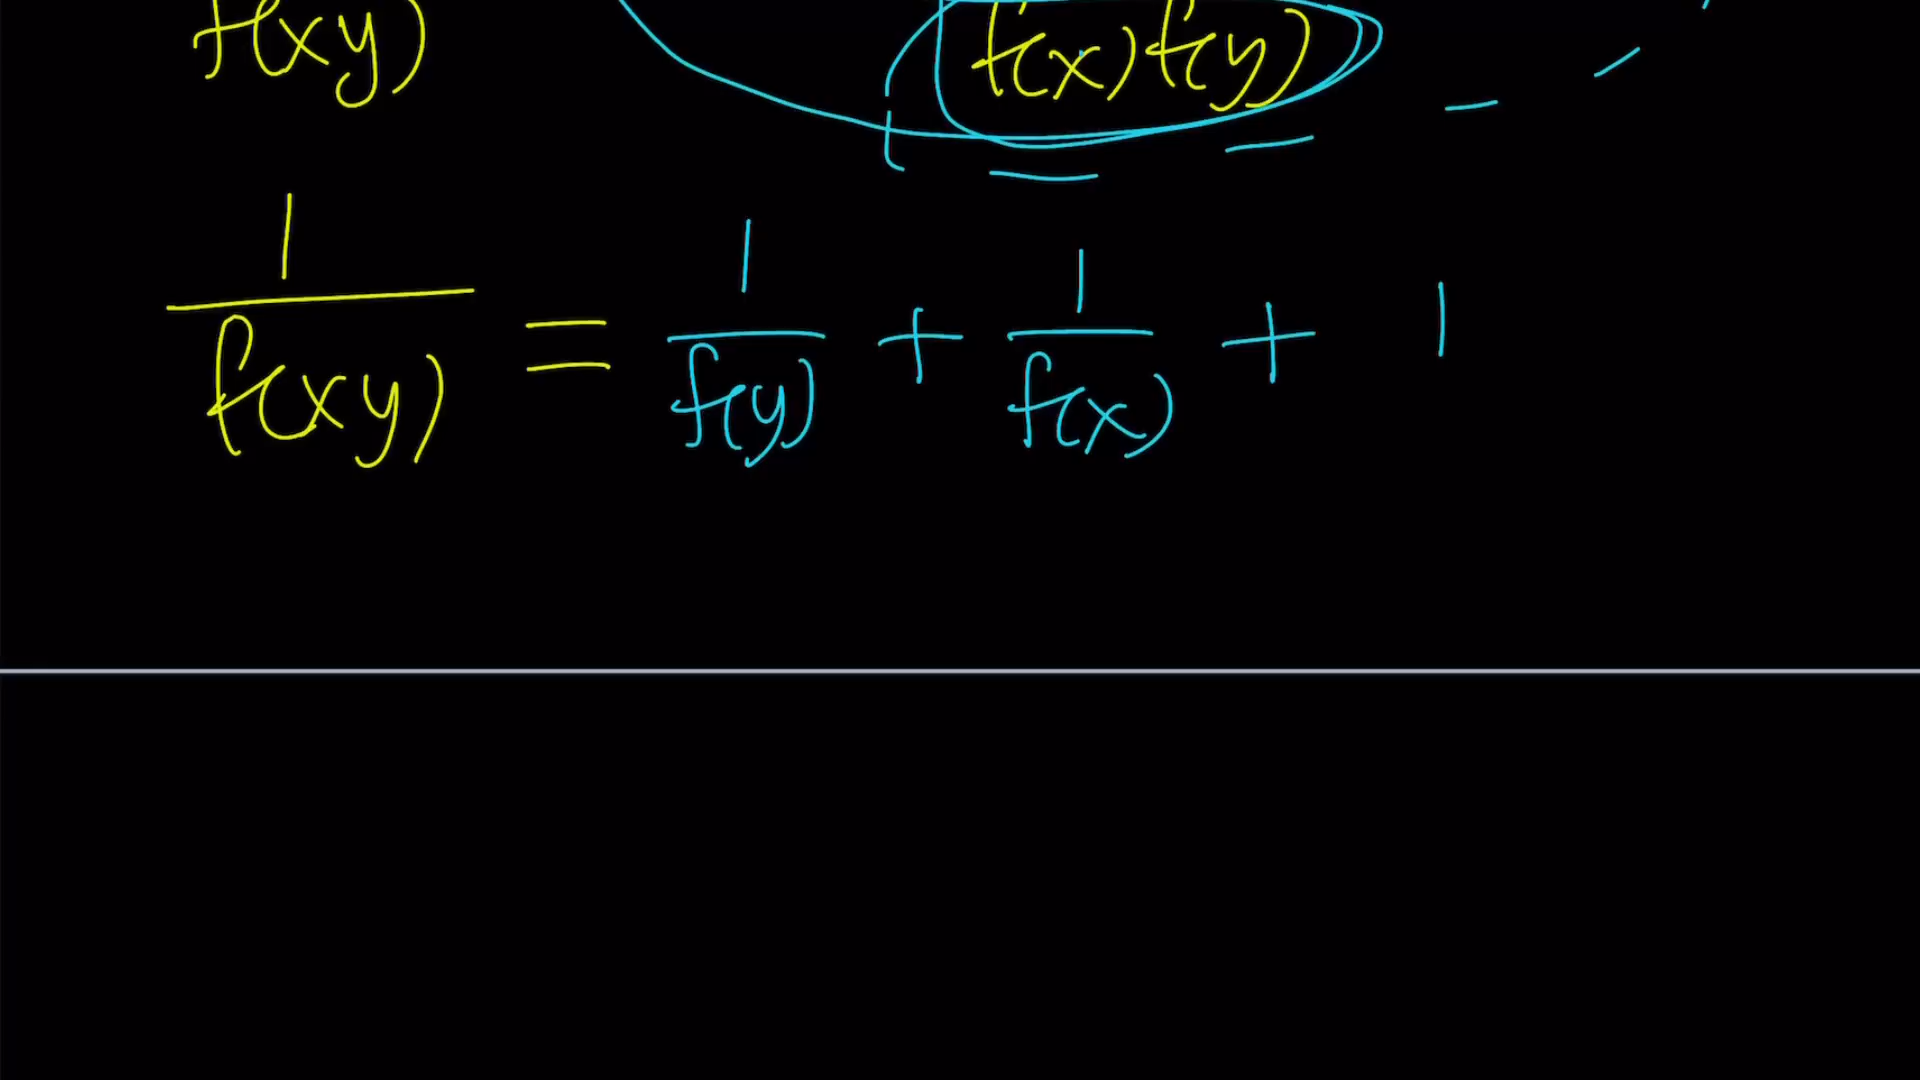 f(xy) f(x)f(y)
1/f(xy) = 1/f(y) + 1/f(x) + 1